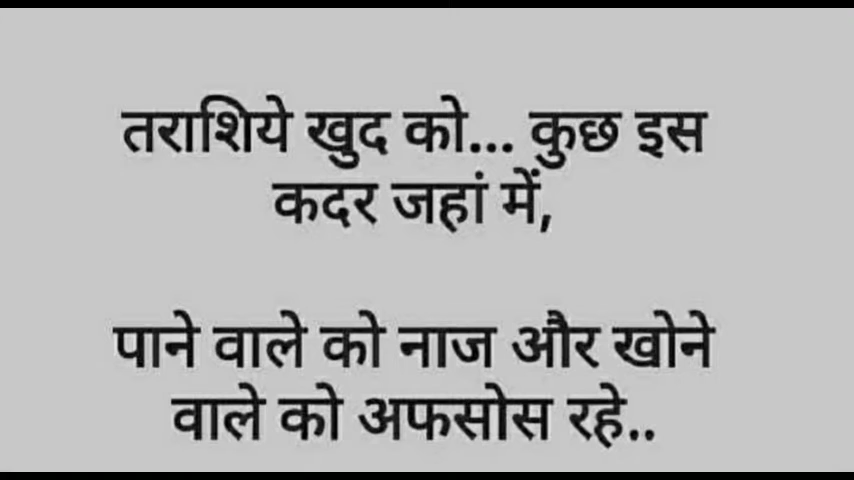 तराशिये खुद को... कुछ इस
कदर जहां में,
पाने वाले को नाज और खोने
वाले को अफसोस रहे..